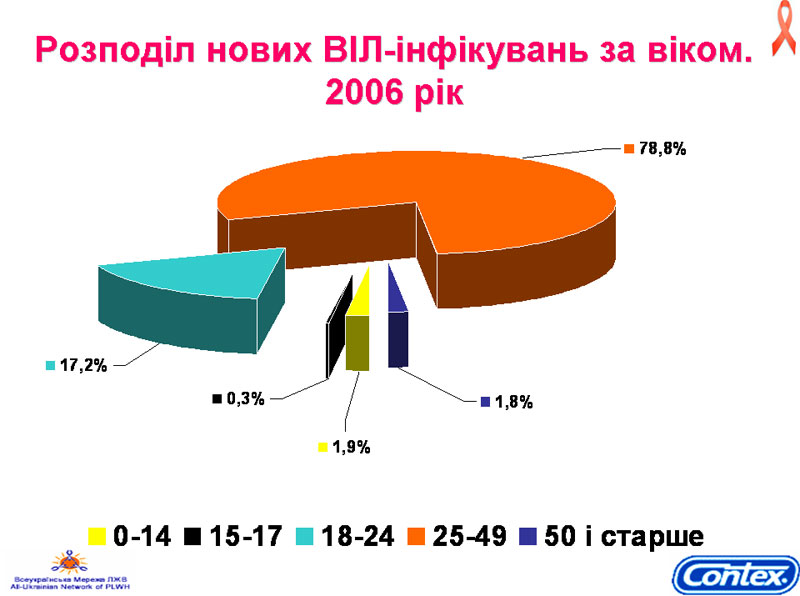 Розподіл нових ВІЛ-інфікувань за віком.
2006 рік
78,8%
17,2%
0,3%
1,8%
1,9%
0-14 15-17 18-24 25-49 50 і старше
Всеукраїнська Мережа ЛЖВ
All-Ukrainian Network of PLWH
Contex.